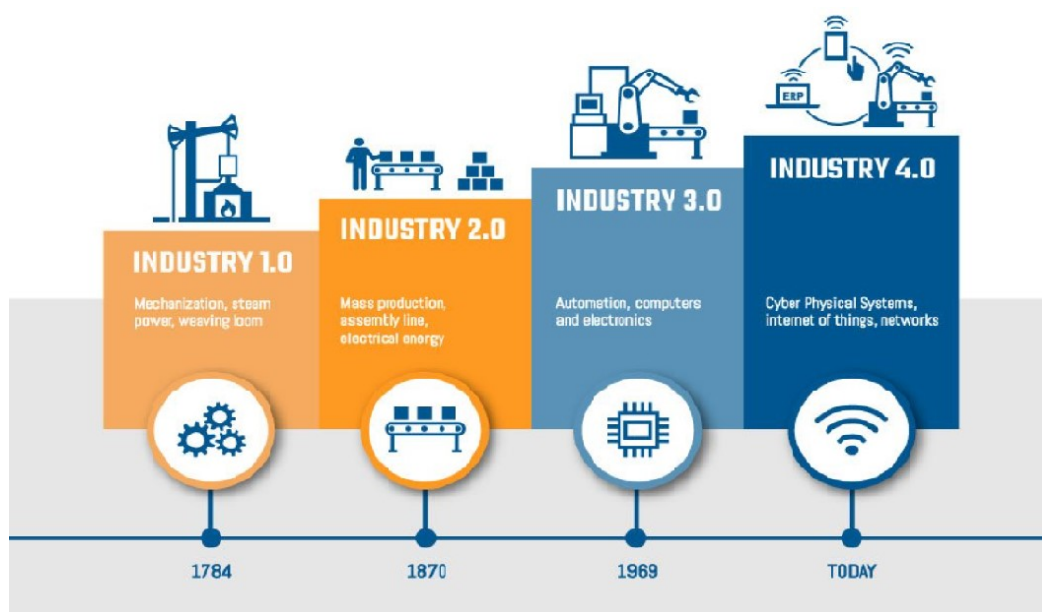 ERP
INDUSTRY 1.0
Mechanization, steam
power, weaving loom
INDUSTRY 2.0
Mass production,
assembly line,
electrical energy
INDUSTRY 3.0
Automation, computers
and electronics
INDUSTRY 4.0
Cyber Physical Systems,
internet of things, networks
1784
1870
1969
TODAY